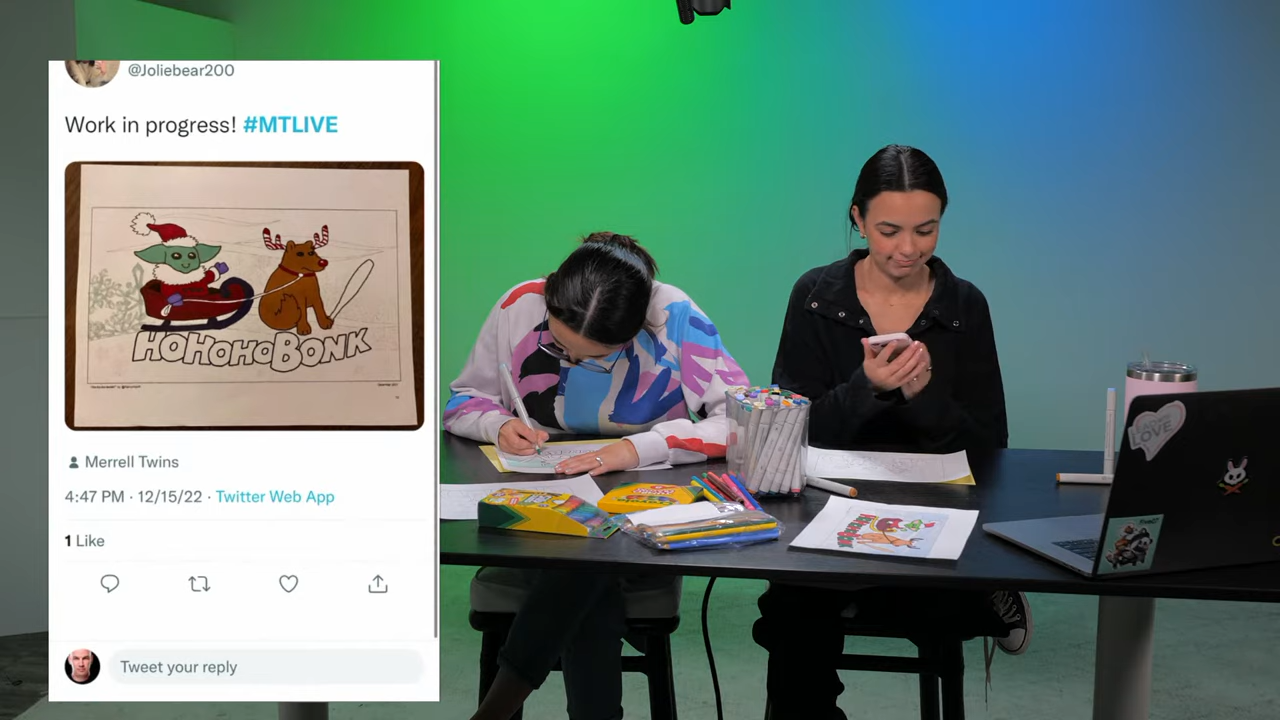 @Joliebear200
Work in progress! #MTLIVE
HOHOHOBONK
Merrell Twins
4:47 PM · 12/15/22 · Twitter Web App
1 Like
Tweet your reply
LOVE